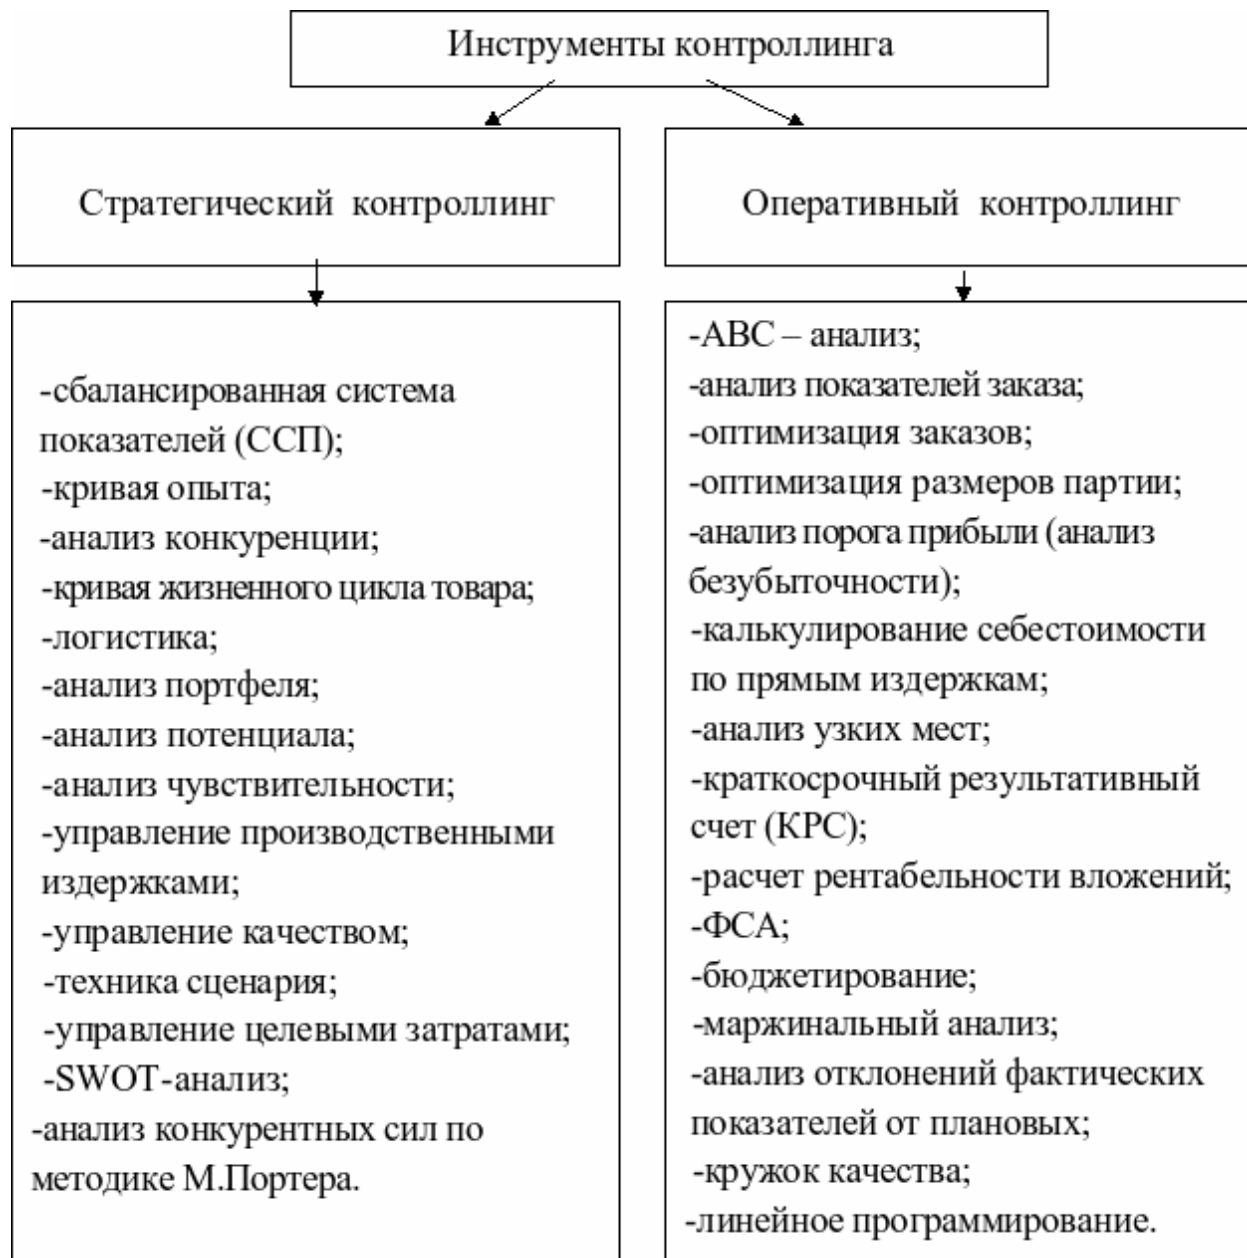 Инструменты контроллинга
Стратегический контроллинг
Оперативный контроллинг
-сбалансированная система
показателей (ССП);
-кривая опыта;
-анализ конкуренции;
-кривая жизненного цикла товара;
-логистика;
-анализ портфеля;
-анализ потенциала;
-анализ чувствительности;
-управление производственными
издержками;
-управление качеством;
-техника сценария;
-управление целевыми затратами;
-SWOT-анализ;
-анализ конкурентных сил по
методике М.Портера.
-АВС – анализ;
-анализ показателей заказа;
-оптимизация заказов;
-оптимизация размеров партии;
-анализ порога прибыли (анализ
безубыточности);
-калькулирование себестоимости
по прямым издержкам;
-анализ узких мест;
-краткосрочный результативный
счет (КРС);
-расчет рентабельности вложений;
-ФСА;
-бюджетирование;
-маржинальный анализ;
-анализ отклонений фактических
показателей от плановых;
-кружок качества;
-линейное программирование.